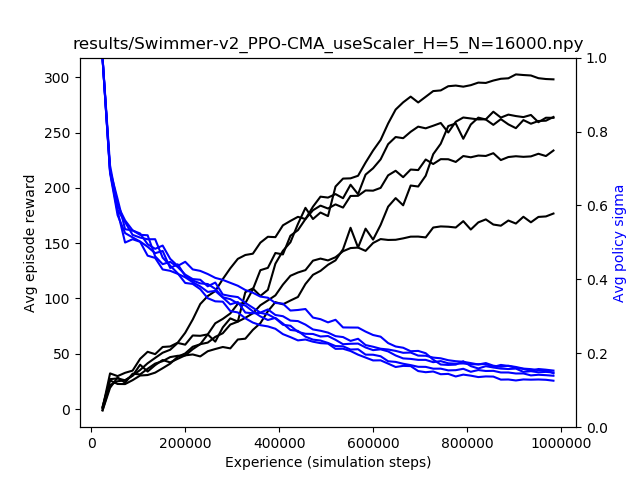 results/Swimmer-v2_PPO-CMA_useScaler_H=5_N=16000.npy
Avg episode reward
300
250
200
150
100
50
0
1.0
0.8
0.6
0.4
0.2
0.0
Avg policy sigma
0 200000 400000 600000 800000 1000000
Experience (simulation steps)